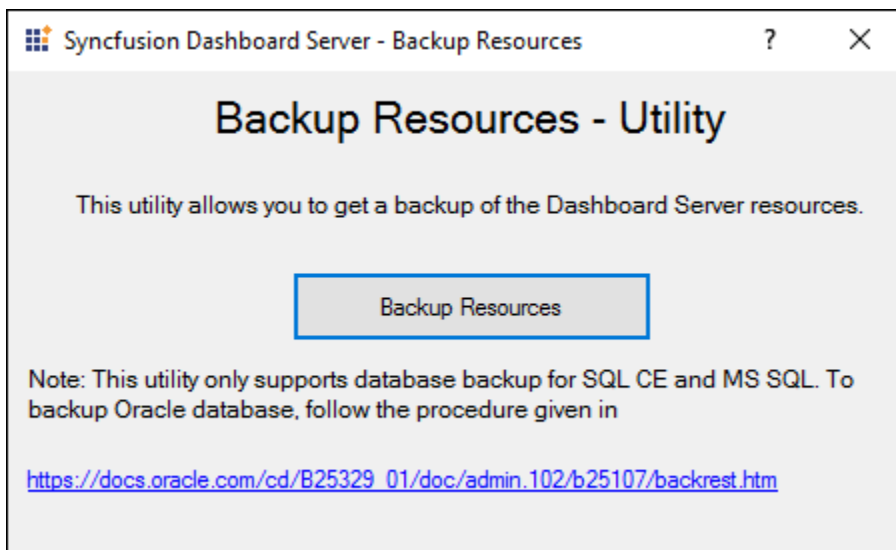 Syncfusion Dashboard Server - Backup Resources ?
Backup Resources - Utility
This utility allows you to get a backup of the Dashboard Server resources.
Backup Resources
Note: This utility only supports database backup for SQL CE and MS SQL. To
backup Oracle database, follow the procedure given in
https://docs.oracle.com/cd/B25329_01/doc/admin.102/b25107/backrest.htm